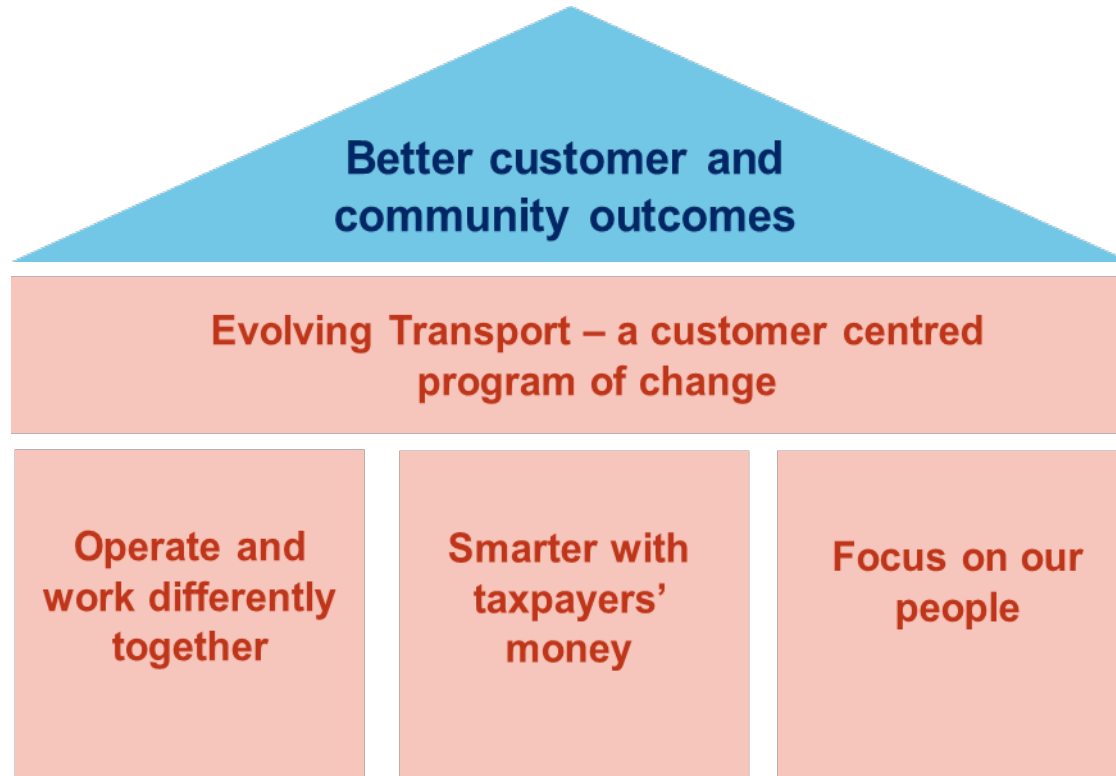 Better customer and
community outcomes
Evolving Transport – a customer centred
program of change
Operate and
work differently
together
Smarter with
taxpayers’
money
Focus on our
people